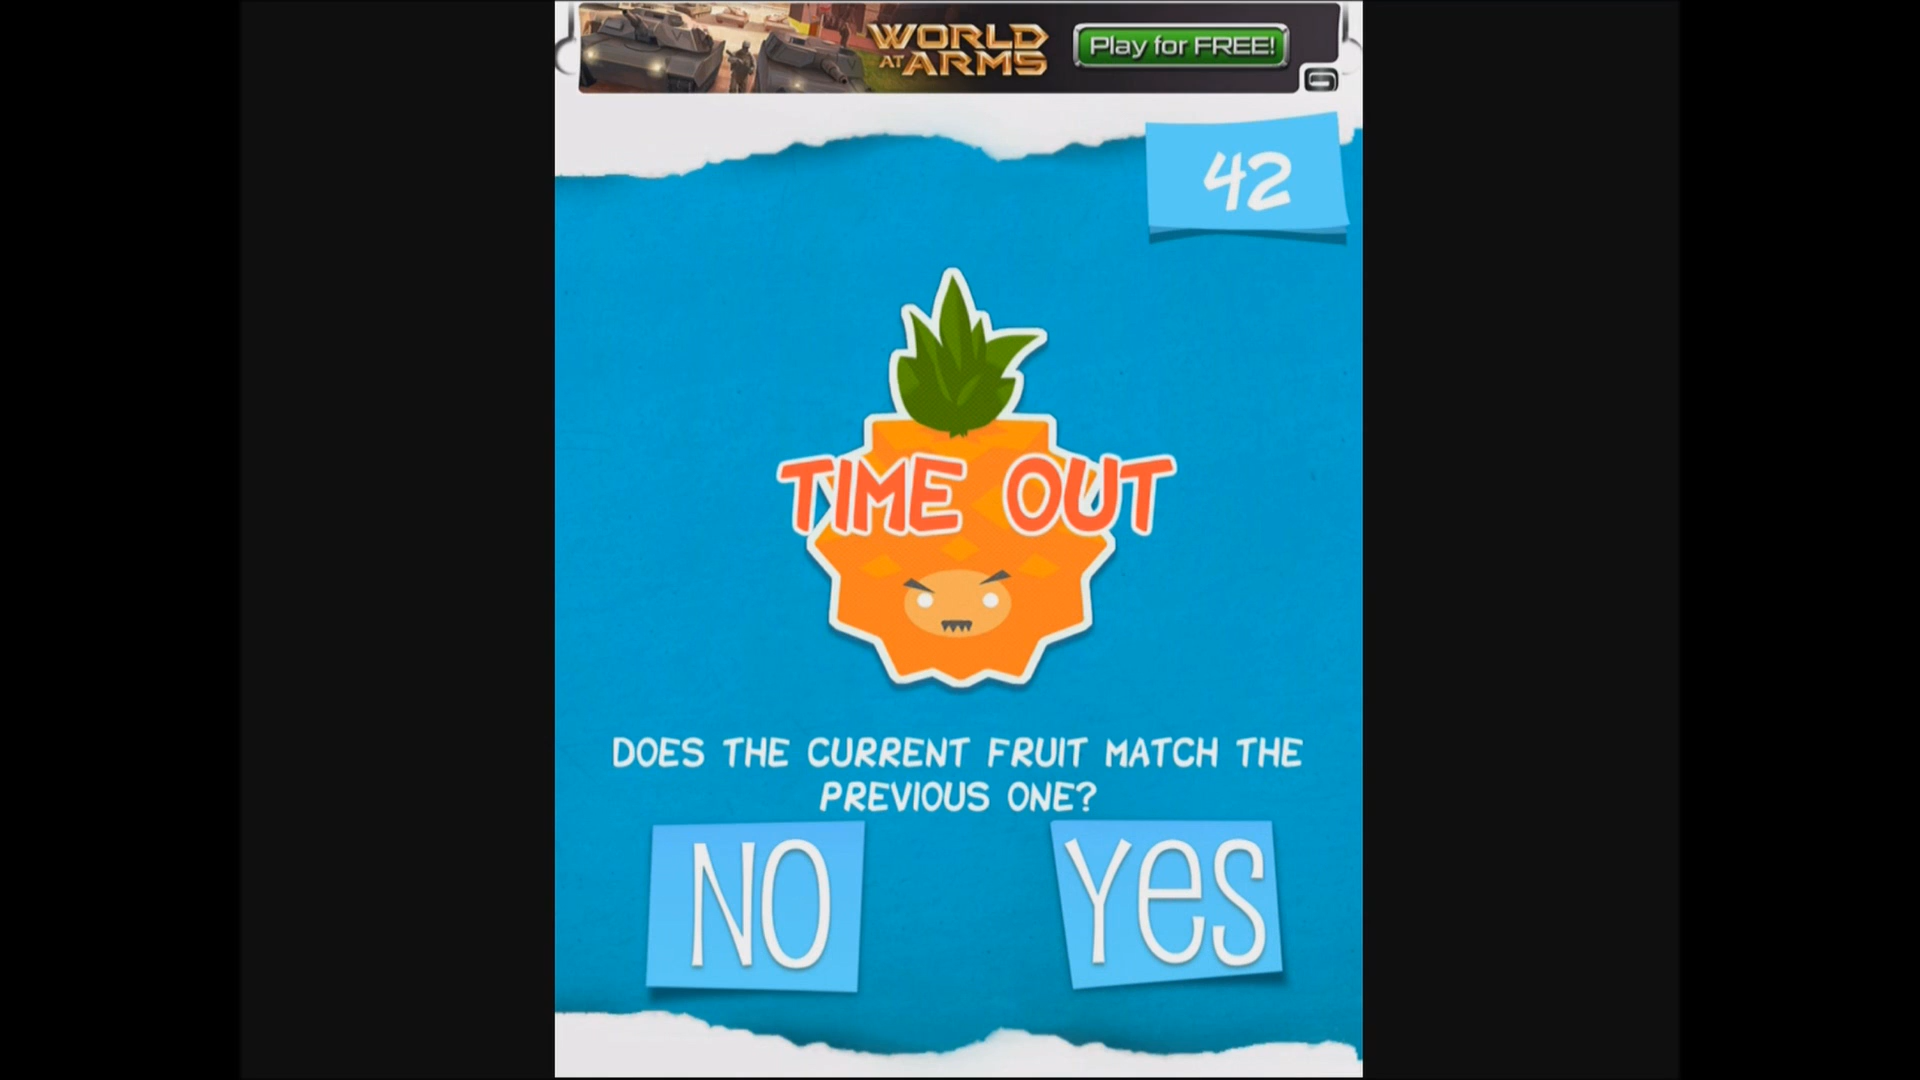 WORLD
AT ARMS
Play for FREE!
42
TIME OUT
DOES THE CURRENT FRUIT MATCH THE
PREVIOUS ONE?
NO
YeS